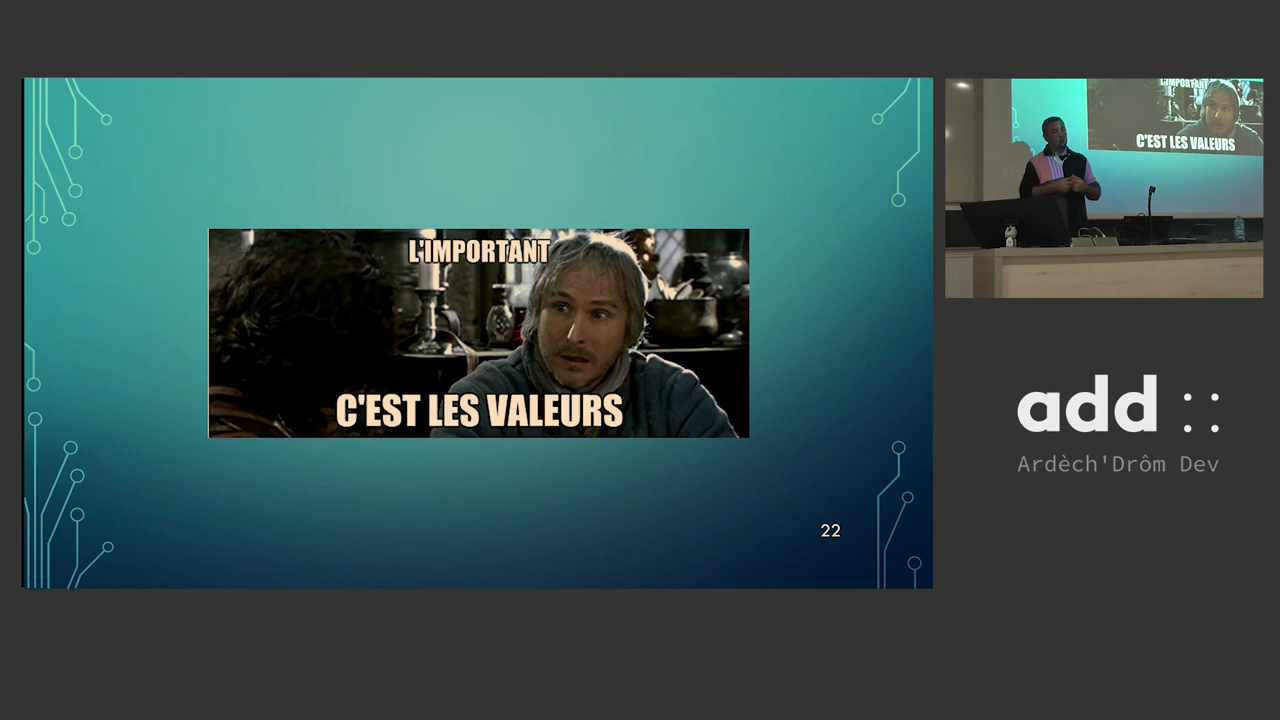 L'IMPORTANT
C'EST LES VALEURS
22
L'IMPORTANT
C'EST LES VALEURS
add ::
Ardèch'Drôm Dev